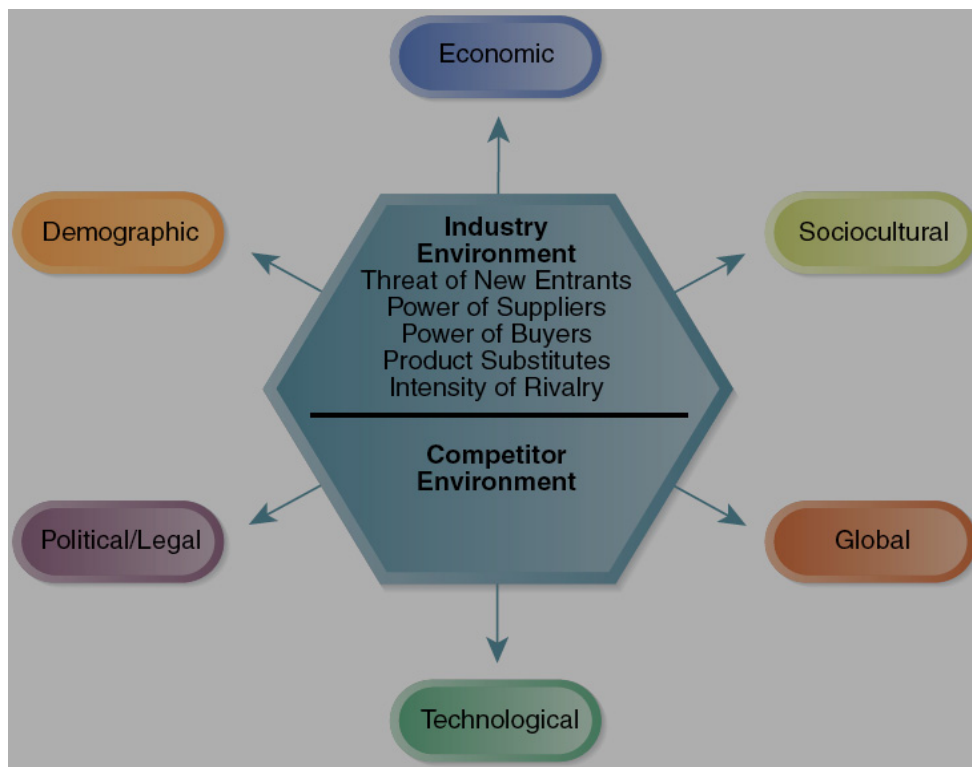 Economic
Demographic
Sociocultural
Industry
Environment
Threat of New Entrants
Power of Suppliers
Power of Buyers
Product Substitutes
Intensity of Rivalry
Competitor
Environment
Political/Legal
Global
Technological